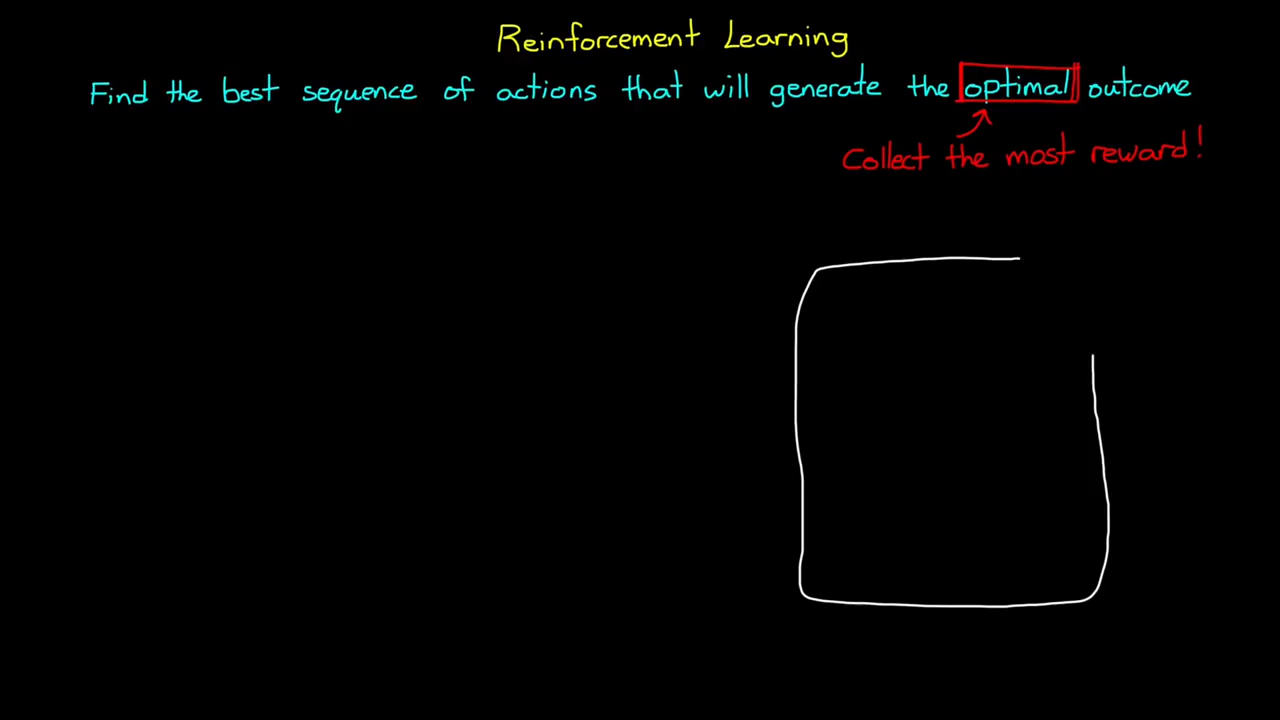 Reinforcement Learning
Find the best sequence of actions that will generate the optimal outcome
Collect the most reward!